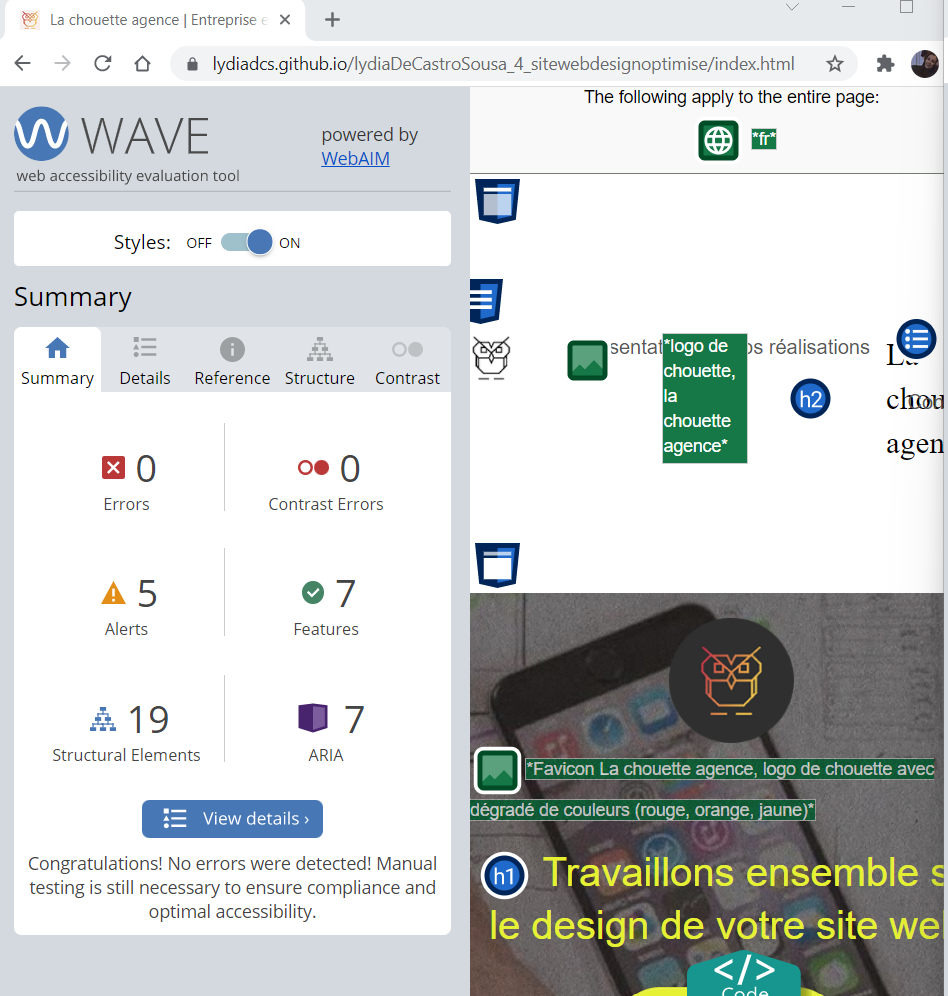 La chouette agence | Entreprise e
lydiadcs.github.io/lydiaDeCastroSousa_4_sitewebdesignoptimise/index.html
WAVE
web accessibility evaluation tool
powered by
WebAIM
Styles: OFF ON
Summary
Summary Details Reference Structure Contrast
0
Errors
0
Contrast Errors
5
Alerts
7
Features
19
Structural Elements
7
ARIA
View details ›
Congratulations! No errors were detected! Manual
testing is still necessary to ensure compliance and
optimal accessibility.
The following apply to the entire page:
*fr*
sentat
*logo de
chouette,
la
chouette
agence*
os réalisations
h2
La
chou
agen
*Favicon La chouette agence, logo de chouette avec
dégradé de couleurs (rouge, orange, jaune)*
h1 Travaillons ensemble s
le design de votre site we
</>
Code